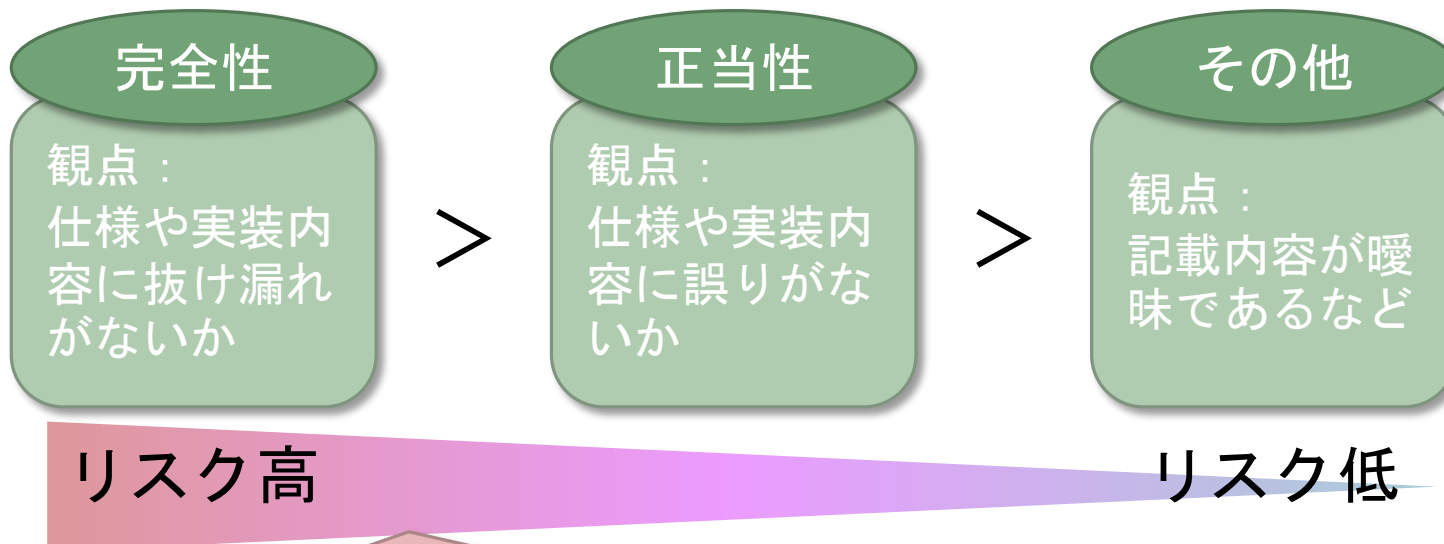 完全性
観点：
仕様や実装内
容に抜け漏れ
がないか
＞
正当性
観点：
仕様や実装内
容に誤りがな
いか
＞
その他
観点：
記載内容が曖
昧であるなど
リスク高
リスク低